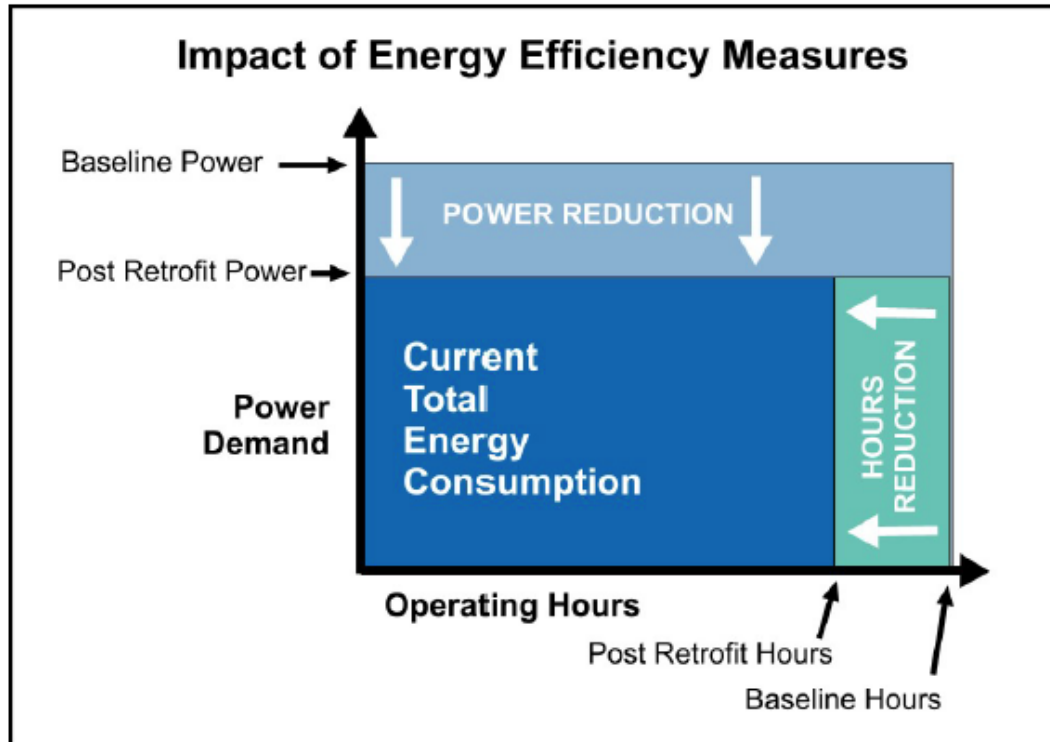 Impact of Energy Efficiency Measures
Baseline Power
POWER REDUCTION
Post Retrofit Power
Current
Total
Energy
Consumption
HOURS
REDUCTION
Power
Demand
Operating Hours
Post Retrofit Hours
Baseline Hours